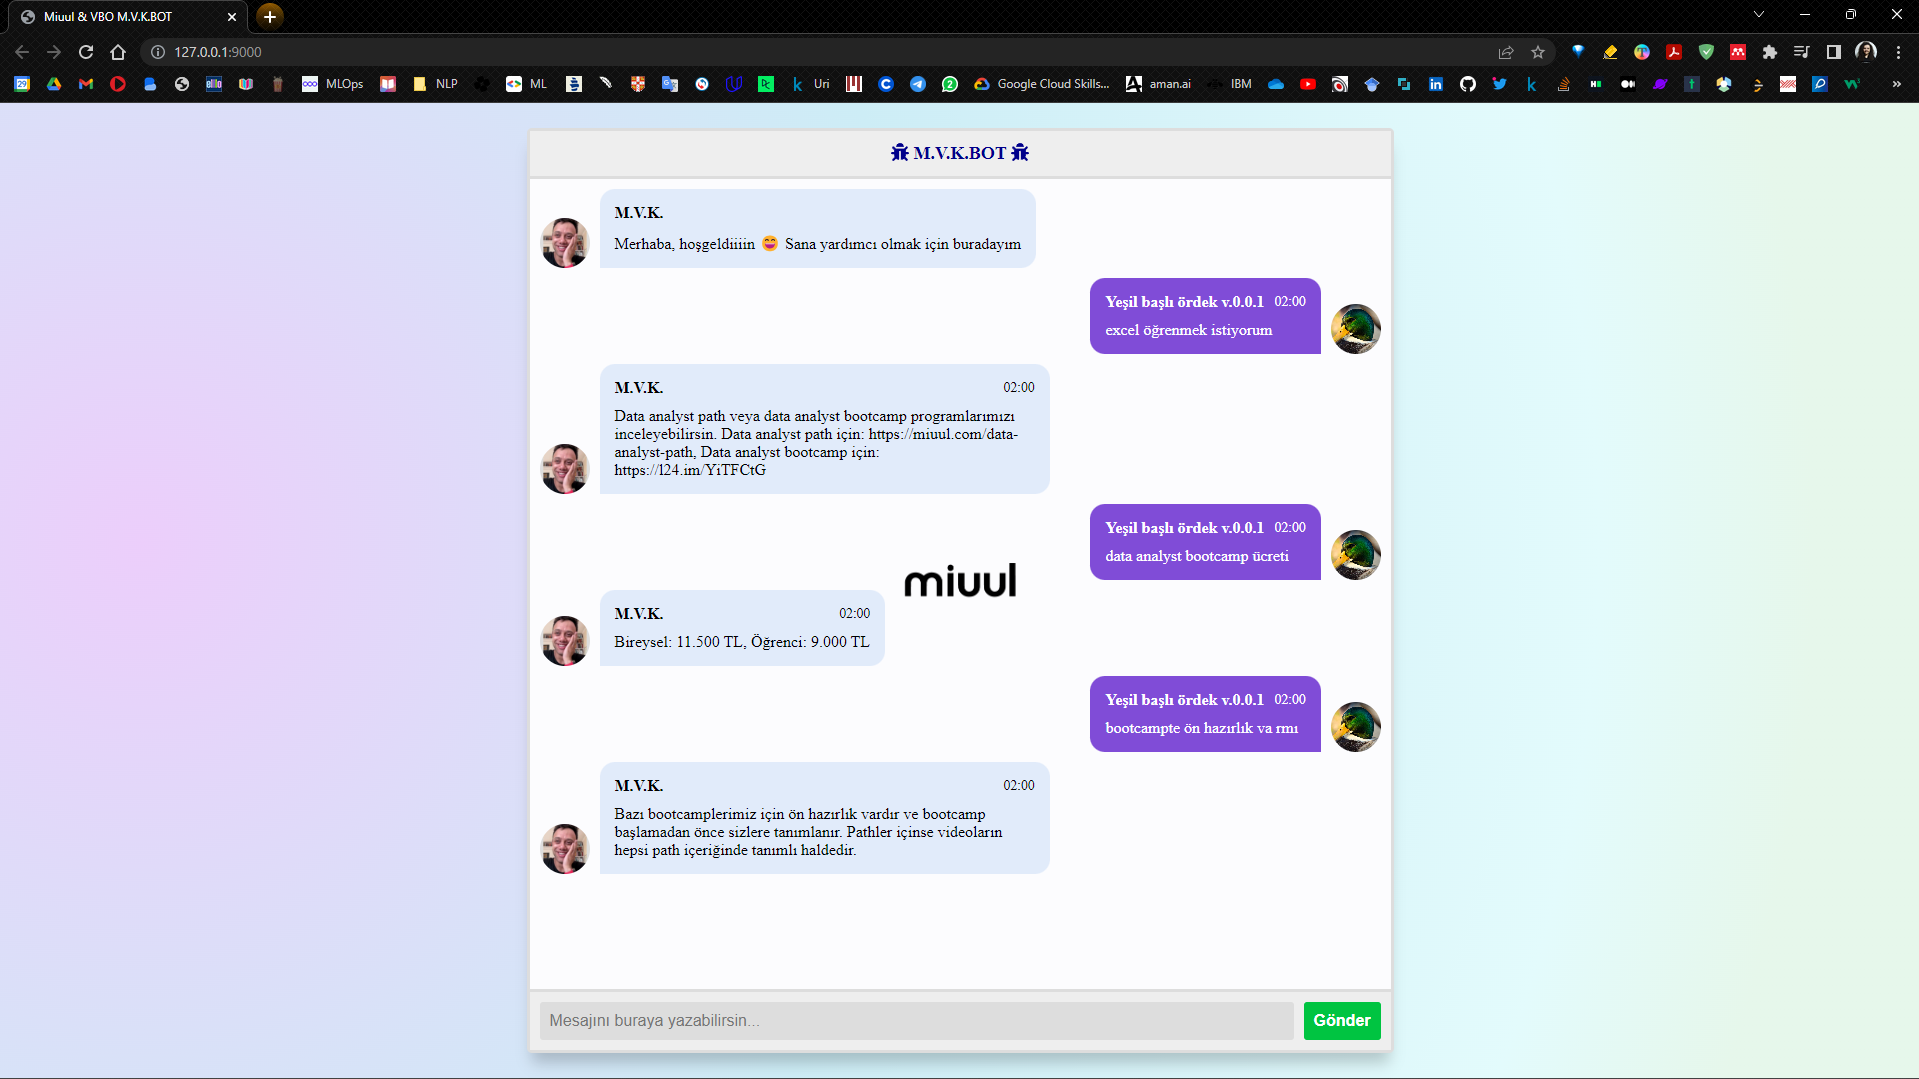 Miuul & VBO M.V.K.BOT
127.0.0.1:9000
MLOps
NLP
ML
Uri
Google Cloud Skills...
aman.ai
IBM
M.V.K.BOT
M.V.K.
Merhaba, hoşgeldiiiin 😄 Sana yardımcı olmak için buradayım
Yeşil başlı ördek v.0.0.1 02:00
excel öğrenmek istiyorum
M.V.K. 02:00
Data analyst path veya data analyst bootcamp programlarımızı
inceleyebilirsin. Data analyst path için: https://miuul.com/data-
analyst-path, Data analyst bootcamp için:
https://l24.im/YiTFCtG
Yeşil başlı ördek v.0.0.1 02:00
data analyst bootcamp ücreti
miuul
M.V.K. 02:00
Bireysel: 11.500 TL, Öğrenci: 9.000 TL
Yeşil başlı ördek v.0.0.1 02:00
bootcampte ön hazırlık va rmı
M.V.K. 02:00
Bazı bootcamplerimiz için ön hazırlık vardır ve bootcamp
başlamadan önce sizlere tanımlanır. Pathler içinse videoların
hepsi path içeriğinde tanımlı haldedir.
Mesajını buraya yazabilirsin...
Gönder